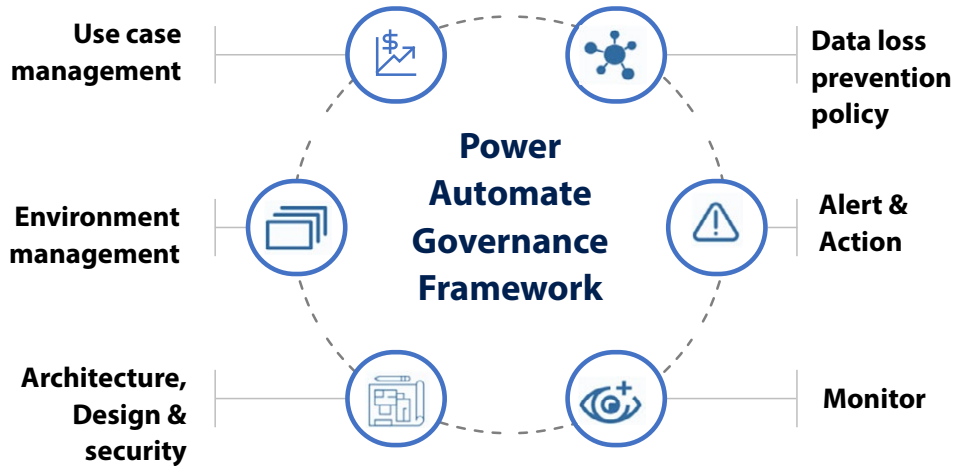 Use case
management
Data loss
prevention
policy
Power
Automate
Governance
Framework
Environment
management
Alert &
Action
Architecture,
Design &
security
Monitor